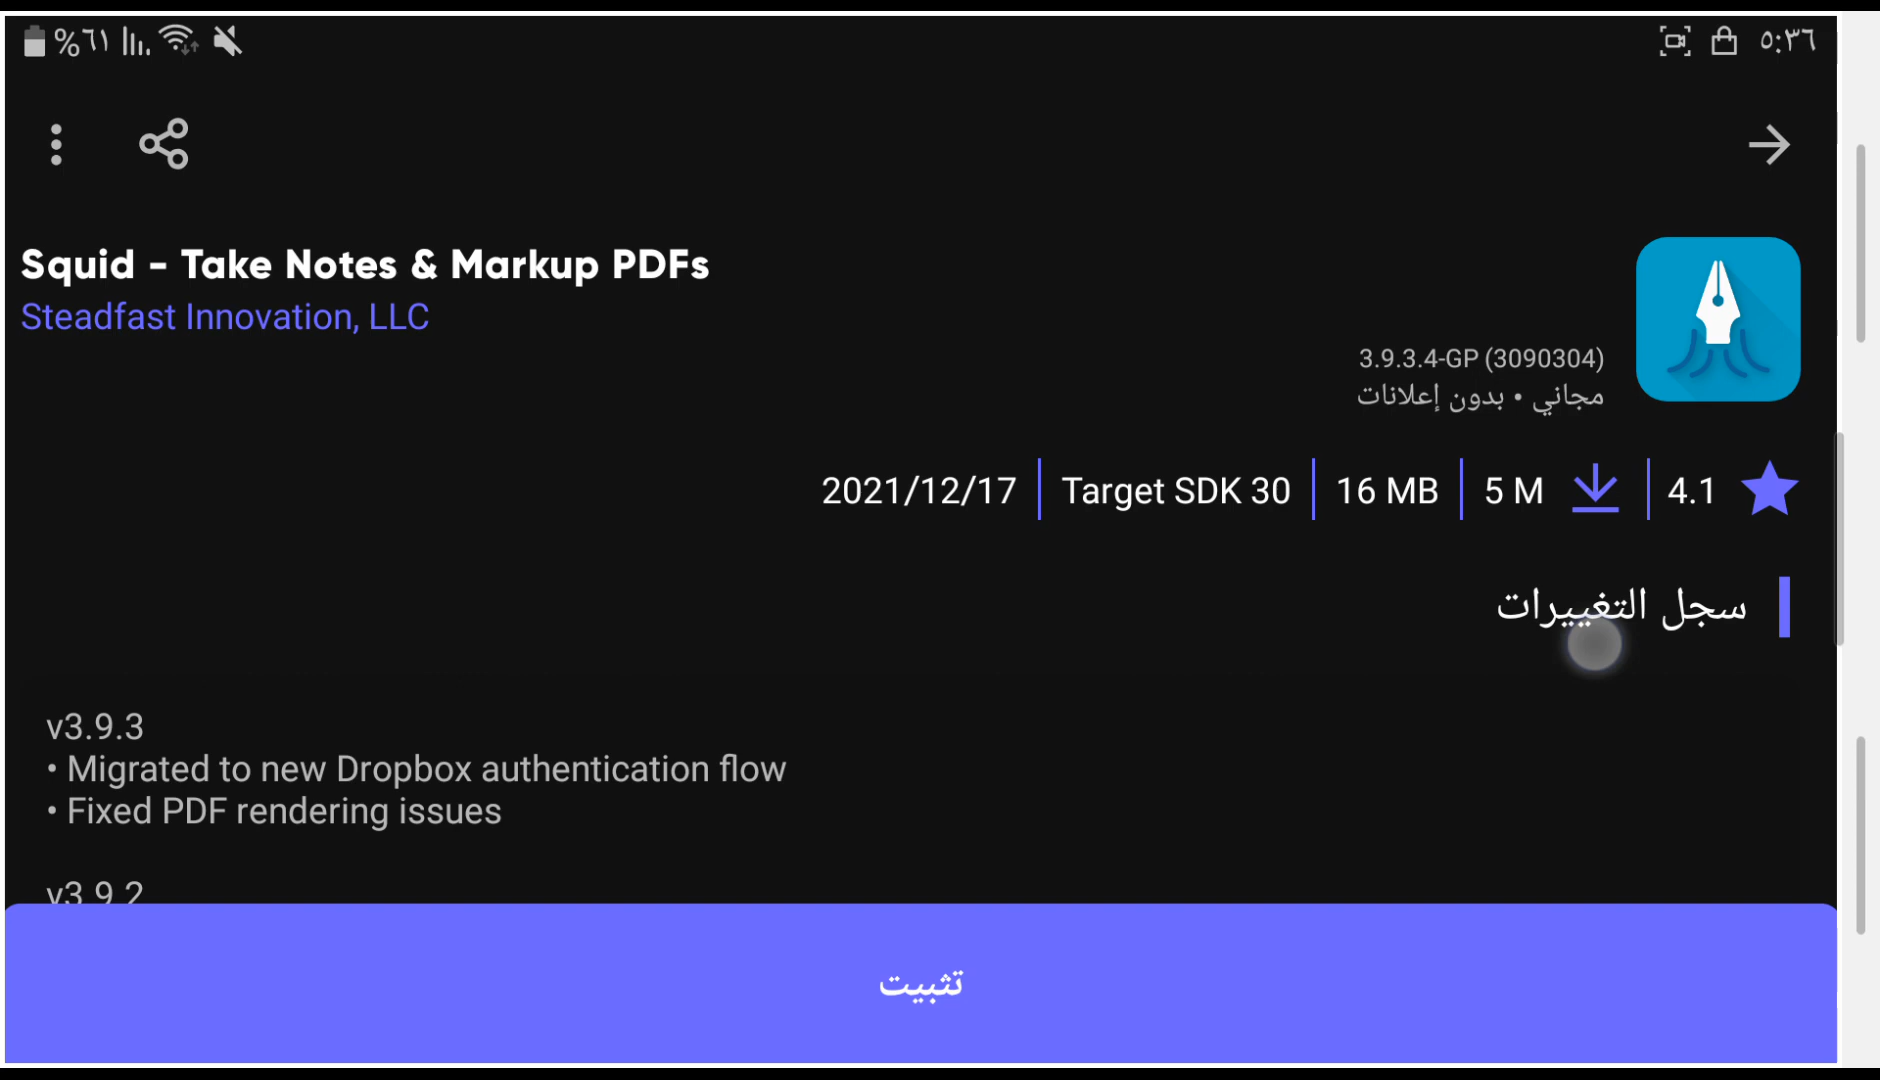 %٦١
٥:٣٦
Squid - Take Notes & Markup PDFs
Steadfast Innovation, LLC
3.9.3.4-GP (3090304)
مجاني • بدون إعلانات
4.1 | 5 M | 16 MB | Target SDK 30 | 2021/12/17
سجل التغييرات
v3.9.3
• Migrated to new Dropbox authentication flow
• Fixed PDF rendering issues
v3.9.2
تثبيت